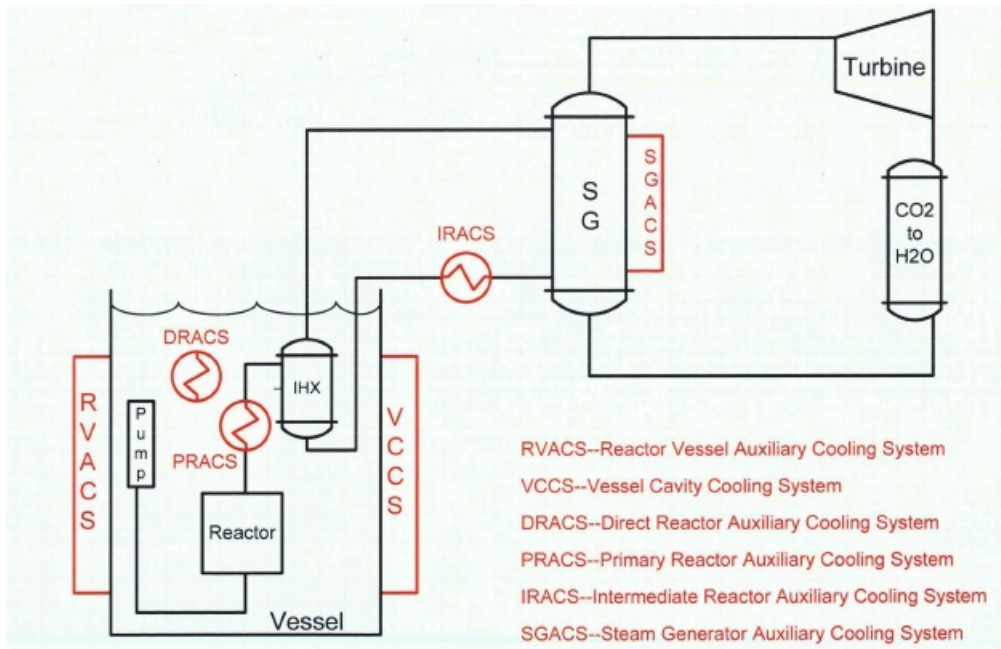 Turbine
SG
SGACS
CO2
to
H2O
IRACS
DRACS
IHX
RVACS
Pump
VCCS
PRACS
Reactor
Vessel
RVACS--Reactor Vessel Auxiliary Cooling System
VCCS--Vessel Cavity Cooling System
DRACS--Direct Reactor Auxiliary Cooling System
PRACS--Primary Reactor Auxiliary Cooling System
IRACS--Intermediate Reactor Auxiliary Cooling System
SGACS--Steam Generator Auxiliary Cooling System